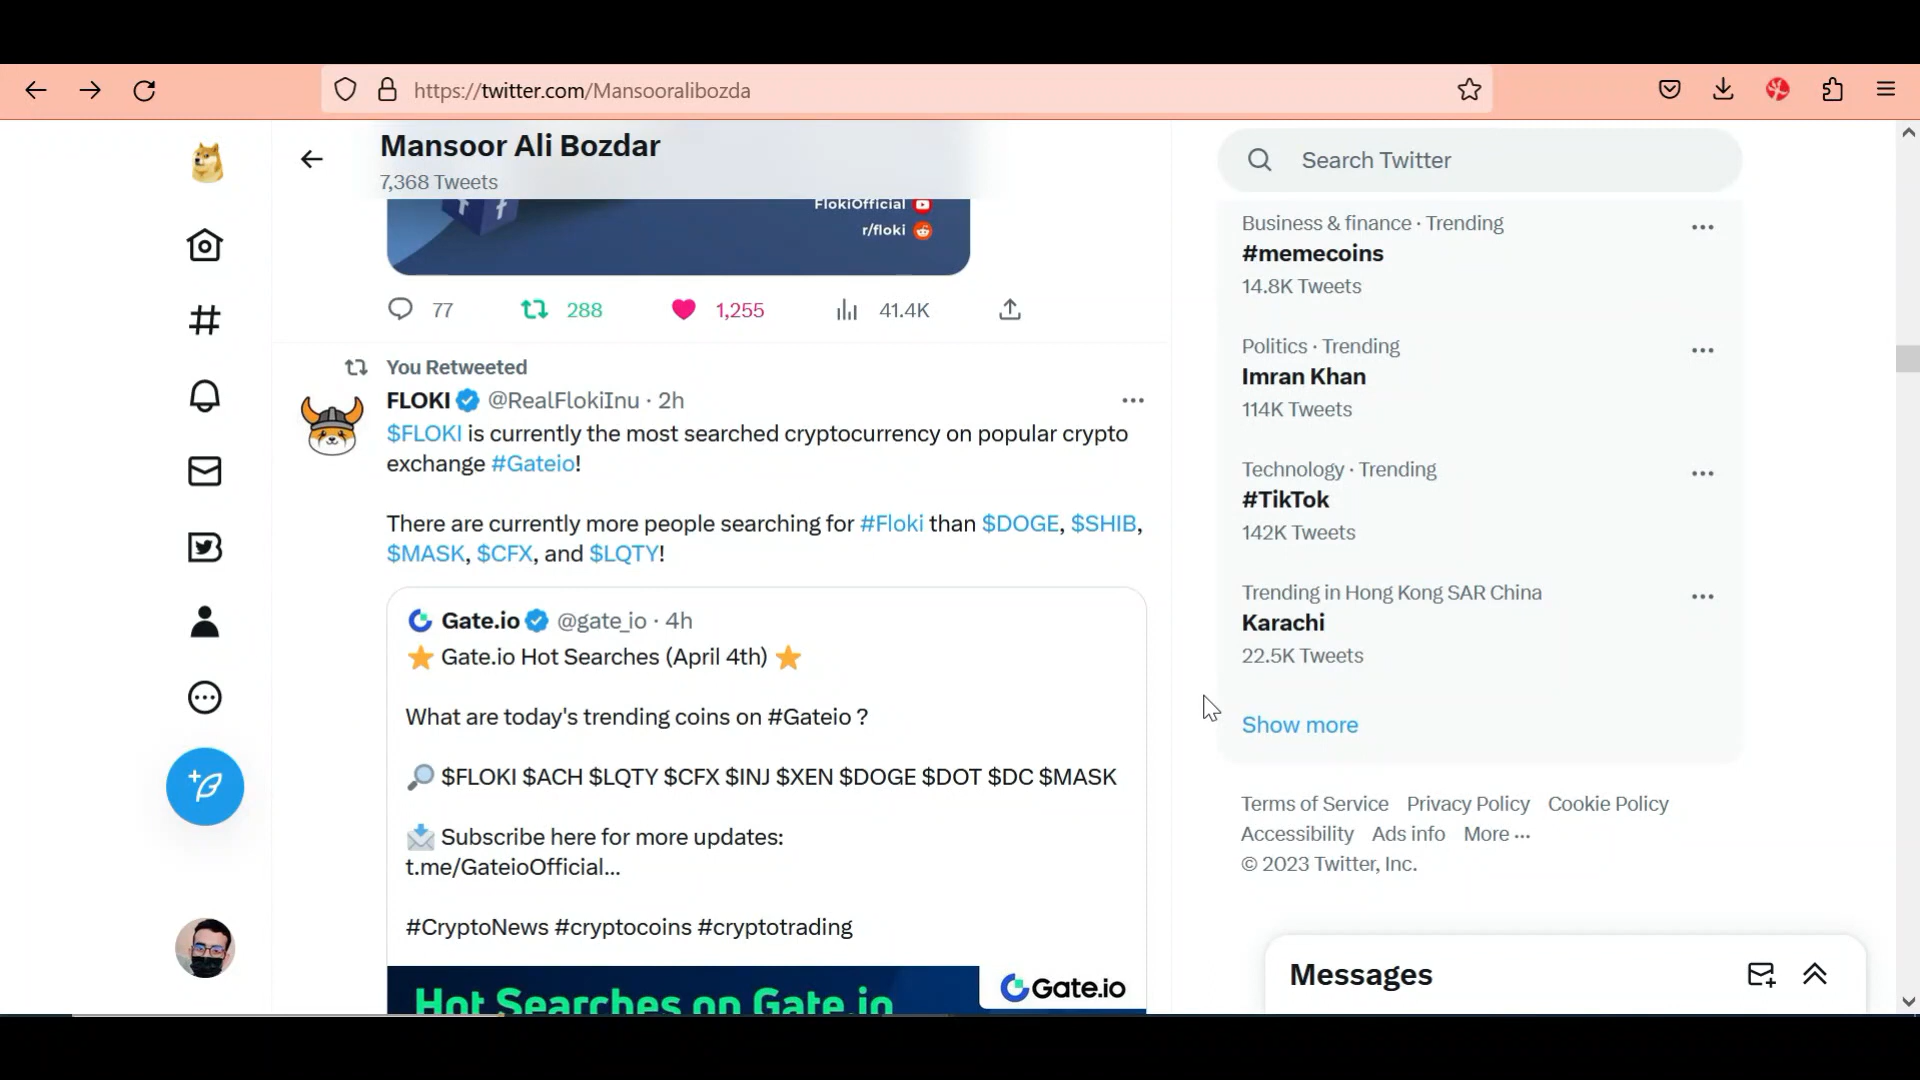 https://twitter.com/Mansooralibozda
Mansoor Ali Bozdar
7,368 Tweets
FlokiOfficial
r/floki
77 288 1,255 41.4K
You Retweeted
FLOKI @RealFlokiInu · 2h
$FLOKI is currently the most searched cryptocurrency on popular crypto
exchange #Gateio!
There are currently more people searching for #Floki than $DOGE, $SHIB,
$MASK, $CFX, and $LQTY!
Gate.io @gate_io · 4h
Gate.io Hot Searches (April 4th)
What are today's trending coins on #Gateio ?
$FLOKI $ACH $LQTY $CFX $INJ $XEN $DOGE $DOT $DC $MASK
Subscribe here for more updates:
t.me/GateioOfficial...
#CryptoNews #cryptocoins #cryptotrading
Hot Searches on Gate.io
Gate.io
Search Twitter
Business & finance · Trending
#memecoins
14.8K Tweets
Politics · Trending
Imran Khan
114K Tweets
Technology · Trending
#TikTok
142K Tweets
Trending in Hong Kong SAR China
Karachi
22.5K Tweets
Show more
Terms of Service Privacy Policy Cookie Policy
Accessibility Ads info More ···
© 2023 Twitter, Inc.
Messages